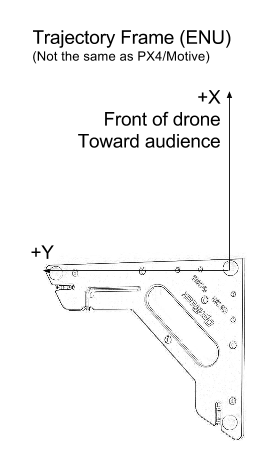 Trajectory Frame (ENU)
(Not the same as PX4/Motive)
+X
Front of drone
Toward audience
+Y